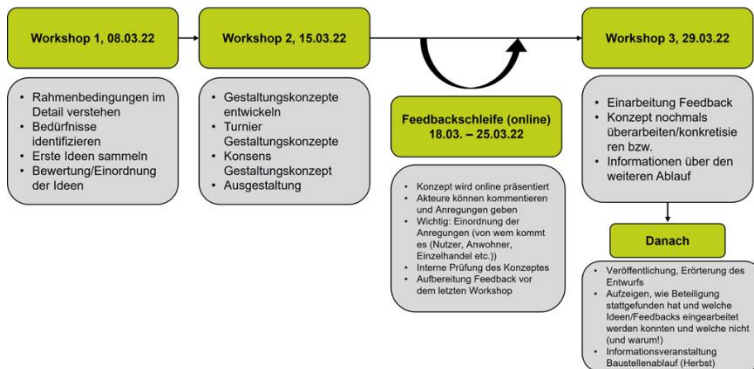 Workshop 1, 08.03.22
• Rahmenbedingungen im
Detail verstehen
• Bedürfnisse
identifizieren
• Erste Ideen sammeln
• Bewertung/Einordnung
der Ideen
Workshop 2, 15.03.22
• Gestaltungskonzepte
entwickeln
• Turnier
Gestaltungskonzepte
• Konsens
Gestaltungskonzept
• Ausgestaltung
Feedbackschleife (online)
18.03. – 25.03.22
• Konzept wird online präsentiert
• Akteure können kommentieren
und Anregungen geben
• Wichtig: Einordnung der
Anregungen (von wem kommt
es (Nutzer, Anwohner,
Einzelhandel etc.))
• Interne Prüfung des Konzeptes
• Aufbereitung Feedback vor
dem letzten Workshop
Workshop 3, 29.03.22
• Einarbeitung Feedback
• Konzept nochmals
überarbeiten/konkretisie
ren bzw.
• Informationen über den
weiteren Ablauf
Danach
• Veröffentlichung, Erörterung des
Entwurfs
• Aufzeigen, wie Beteiligung
stattgefunden hat und welche
Ideen/Feedbacks eingearbeitet
werden konnten und welche nicht
(und warum!)
• Informationsveranstaltung
Baustellenablauf (Herbst)